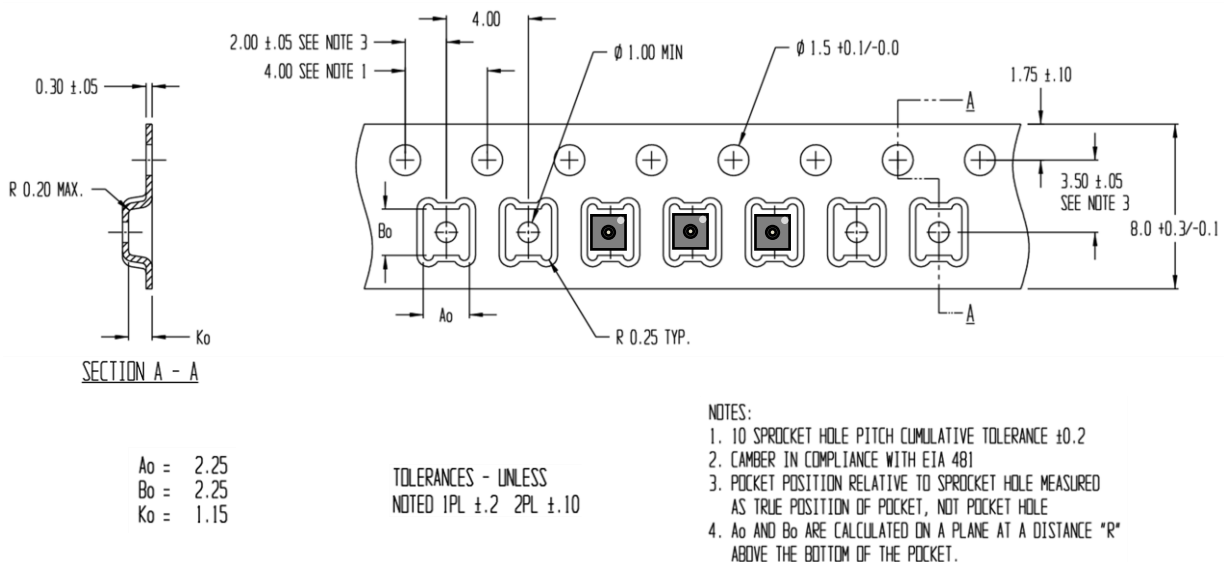 4.00
2.00 ±.05 SEE NOTE 3
4.00 SEE NOTE 1
0.30 ±.05
ϕ 1.00 MIN
ϕ 1.5 +0.1/-0.0
1.75 ±.10
A
R 0.20 MAX.
3.50 ±.05
SEE NOTE 3
8.0 +0.3/-0.1
Bo
Ao
A
R 0.25 TYP.
Ko
SECTION A - A
Ao = 2.25
Bo = 2.25
Ko = 1.15
TOLERANCES - UNLESS
NOTED 1PL ±.2 2PL ±.10
NOTES:
1. 10 SPROCKET HOLE PITCH CUMULATIVE TOLERANCE ±0.2
2. CAMBER IN COMPLIANCE WITH EIA 481
3. POCKET POSITION RELATIVE TO SPROCKET HOLE MEASURED
AS TRUE POSITION OF POCKET, NOT POCKET HOLE
4. Ao AND Bo ARE CALCULATED ON A PLANE AT A DISTANCE "R"
ABOVE THE BOTTOM OF THE POCKET.